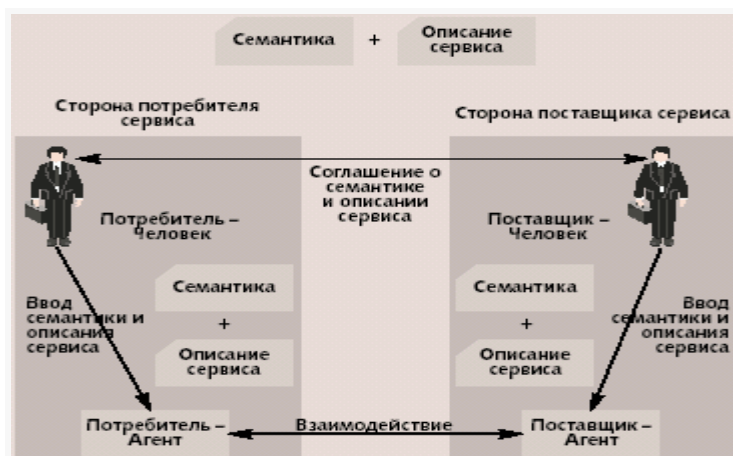 Семантика + Описание
сервиса
Сторона потребителя
сервиса
Сторона поставщика сервиса
Соглашение о
семантике
и описании
сервиса
Потребитель –
Человек
Поставщик –
Человек
Ввод
семантики и
описания
сервиса
Семантика
+
Описание
сервиса
Семантика
+
Описание
сервиса
Ввод
семантики и
описания
сервиса
Потребитель –
Агент
Взаимодействие
Поставщик –
Агент